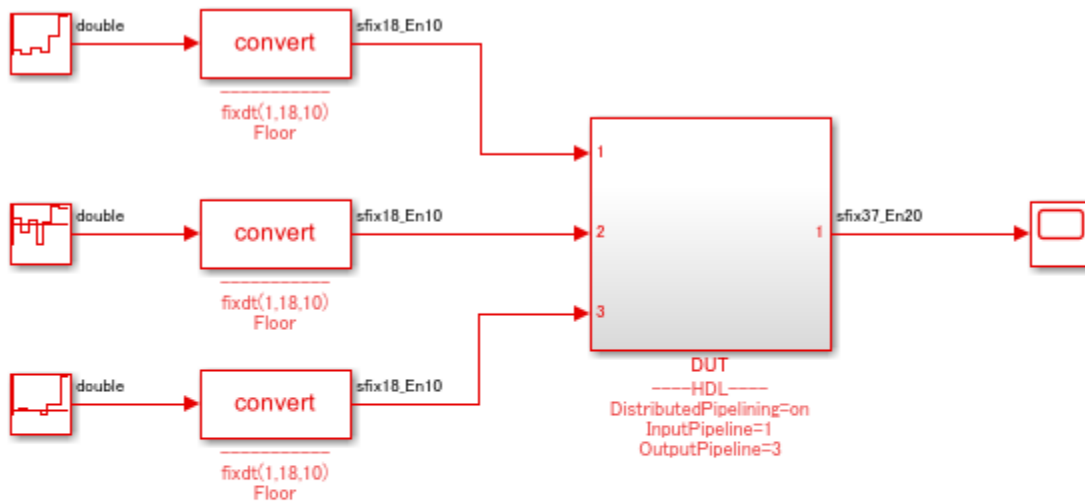 double
convert
sfix18_En10
fixdt(1,18,10)
Floor
double
convert
sfix18_En10
fixdt(1,18,10)
Floor
double
convert
sfix18_En10
fixdt(1,18,10)
Floor
1
2
3
1
sfix37_En20
DUT
----HDL----
DistributedPipelining=on
InputPipeline=1
OutputPipeline=3